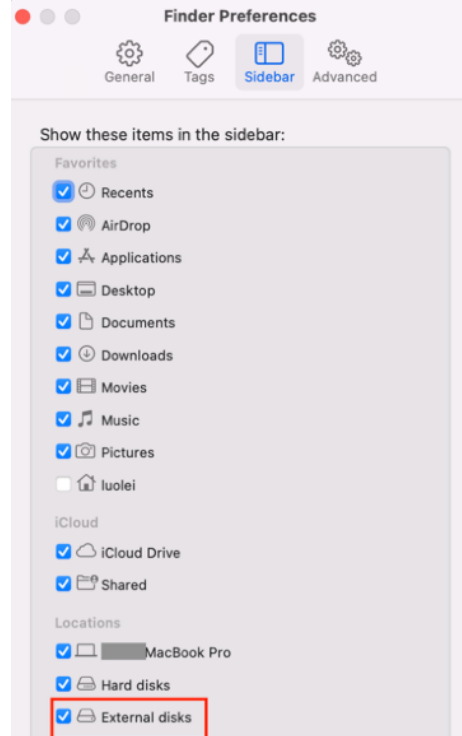 Finder Preferences
General Tags Sidebar Advanced
Show these items in the sidebar:
Favorites
Recents
AirDrop
Applications
Desktop
Documents
Downloads
Movies
Music
Pictures
luolei
iCloud
iCloud Drive
Shared
Locations
MacBook Pro
Hard disks
External disks